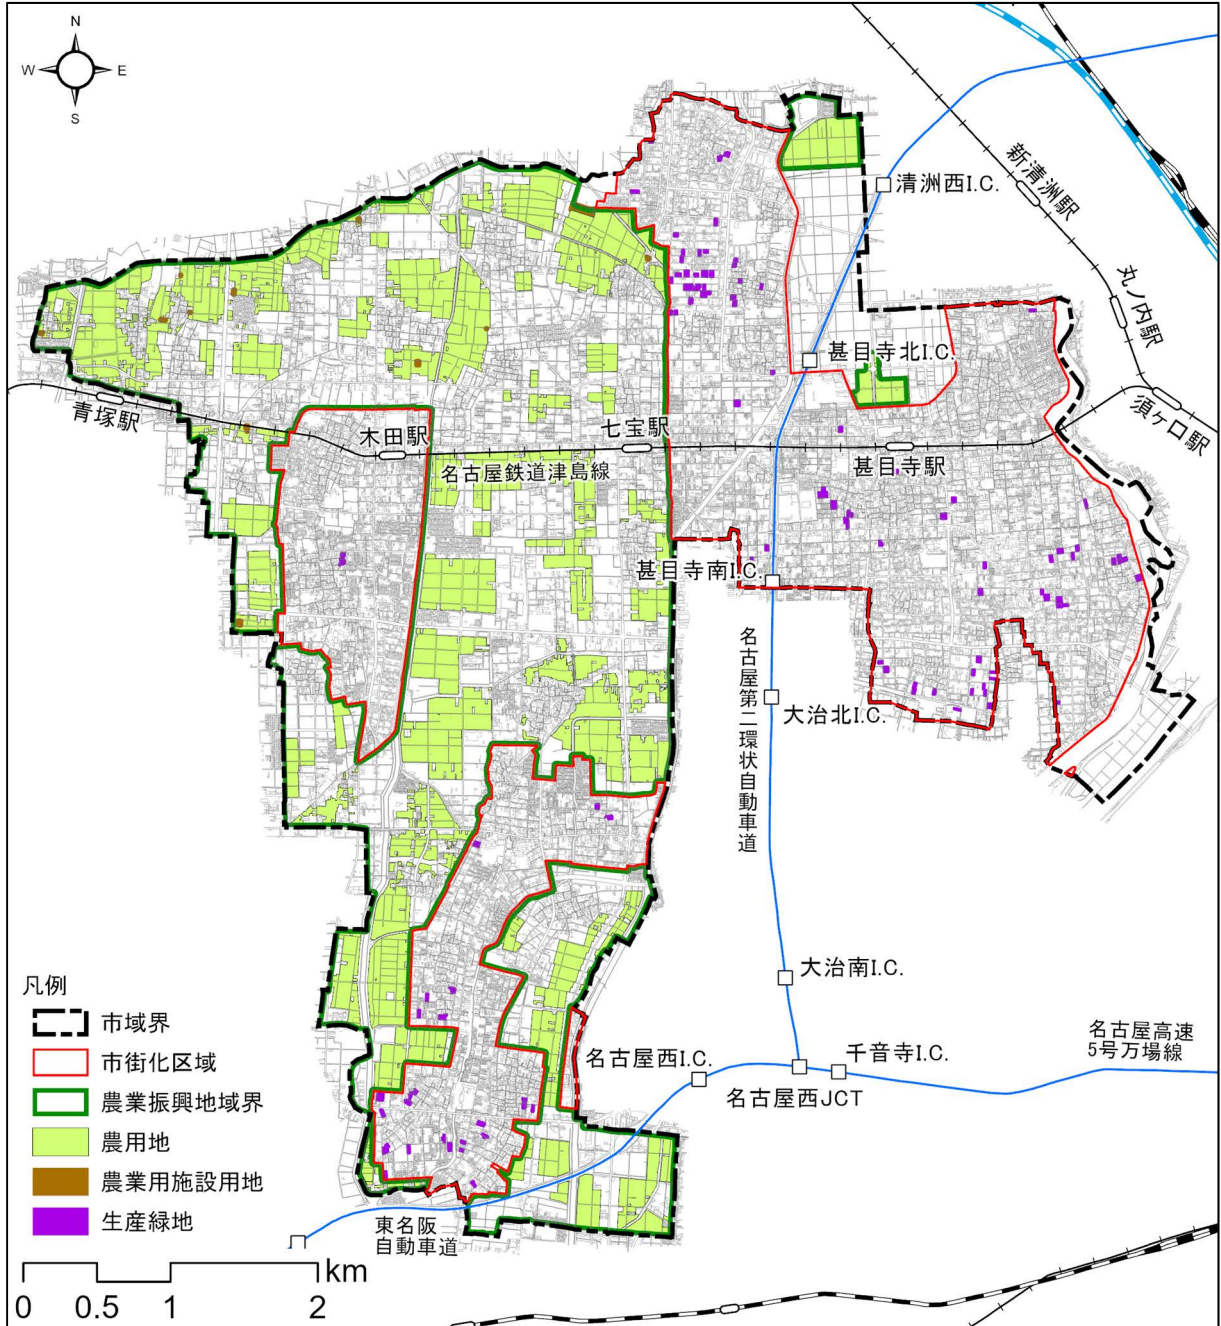 N
W
E
S
清洲西I.C.
新清洲駅
丸ノ内駅
須ヶ口駅
甚目寺北I.C.
青塚駅
木田駅
七宝駅
名古屋鉄道津島線
甚目寺駅
甚目寺南I.C.
名古屋第二環状自動車道
大治北I.C.
大治南I.C.
名古屋西I.C.
千音寺I.C.
名古屋高速
5号万場線
名古屋西JCT
東名阪
自動車道
凡例
市域界
市街化区域
農業振興地域界
農用地
農業用施設用地
生産緑地
km
0 0.5 1 2